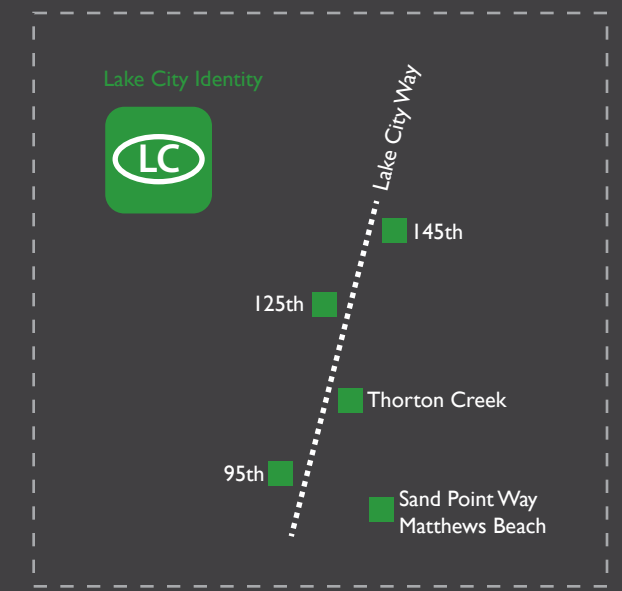 Lake City Identity
LC
Lake City Way
145th
125th
Thorton Creek
95th
Sand Point Way
Matthews Beach